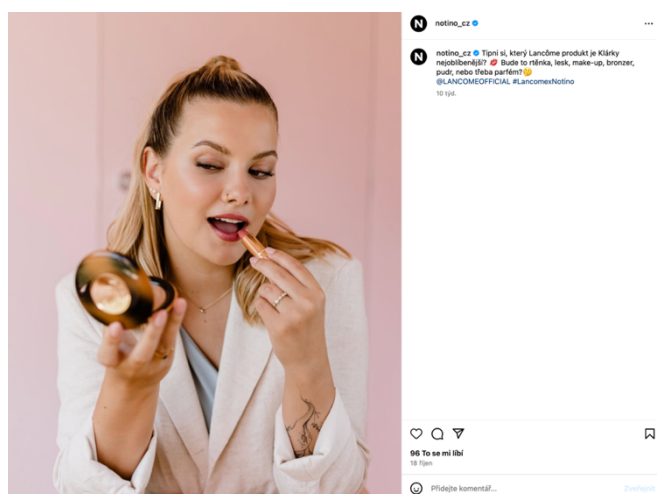 notino_cz
notino_cz Tipni si, který Lancôme produkt je Klárky
nejoblíbenější? 💋 Bude to rtěnka, lesk, make-up, bronzer,
pudr, nebo třeba parfém?🤔
@LANCOMEOFFICIAL #LancomexNotino
10 týd.
96 To se mi líbí
18 říjen
Přidejte komentář...
Zveřejnit